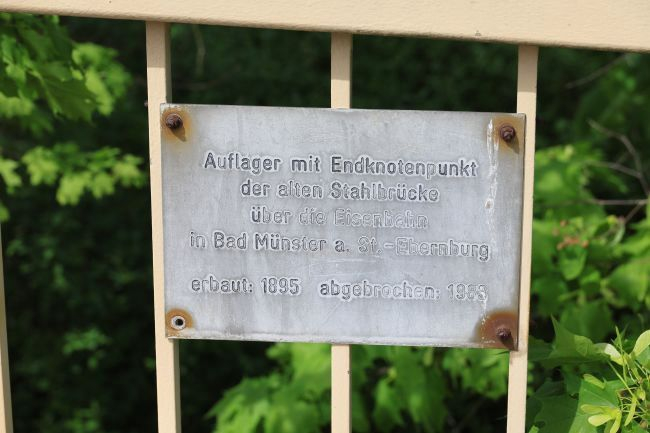 Auflager mit Endknotenpunkt
der alten Stahlbrücke
über die Eisenbahn
in Bad Münster a. St.-Ebernburg
erbaut: 1895 abgebrochen: